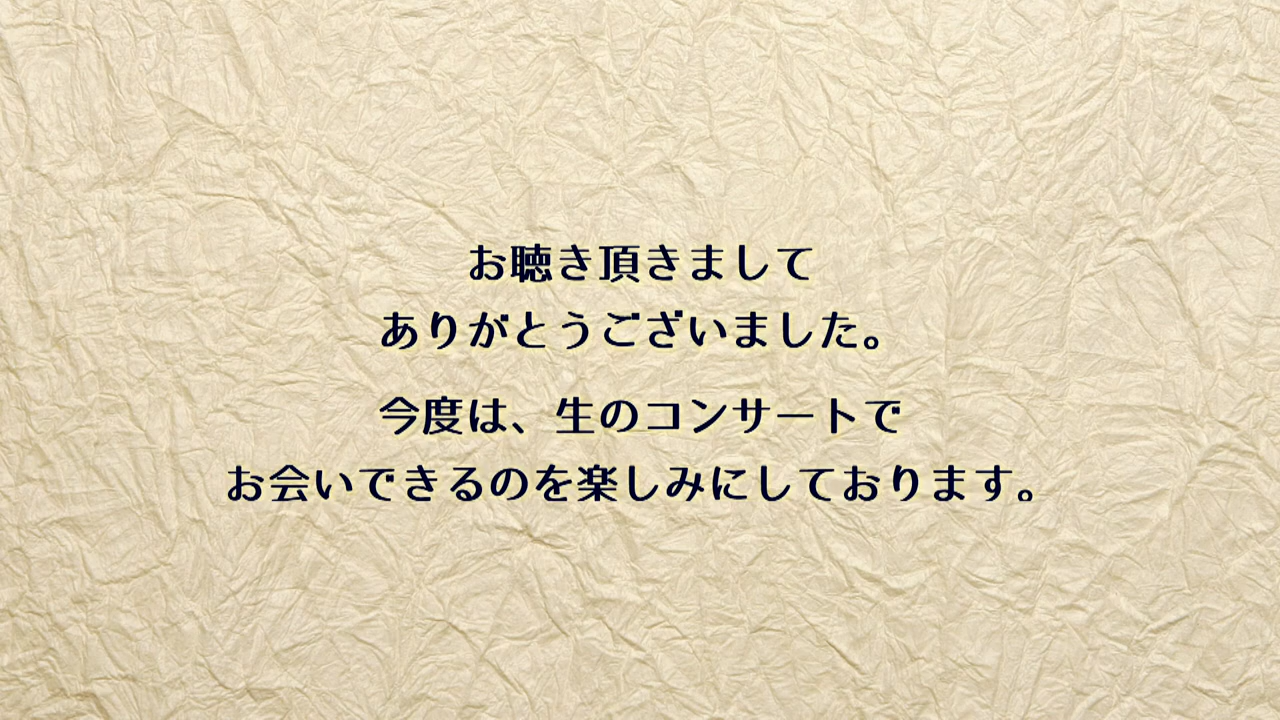 お聴き頂きまして
ありがとうございました。
今度は、生のコンサートで
お会いできるのを楽しみにしております。